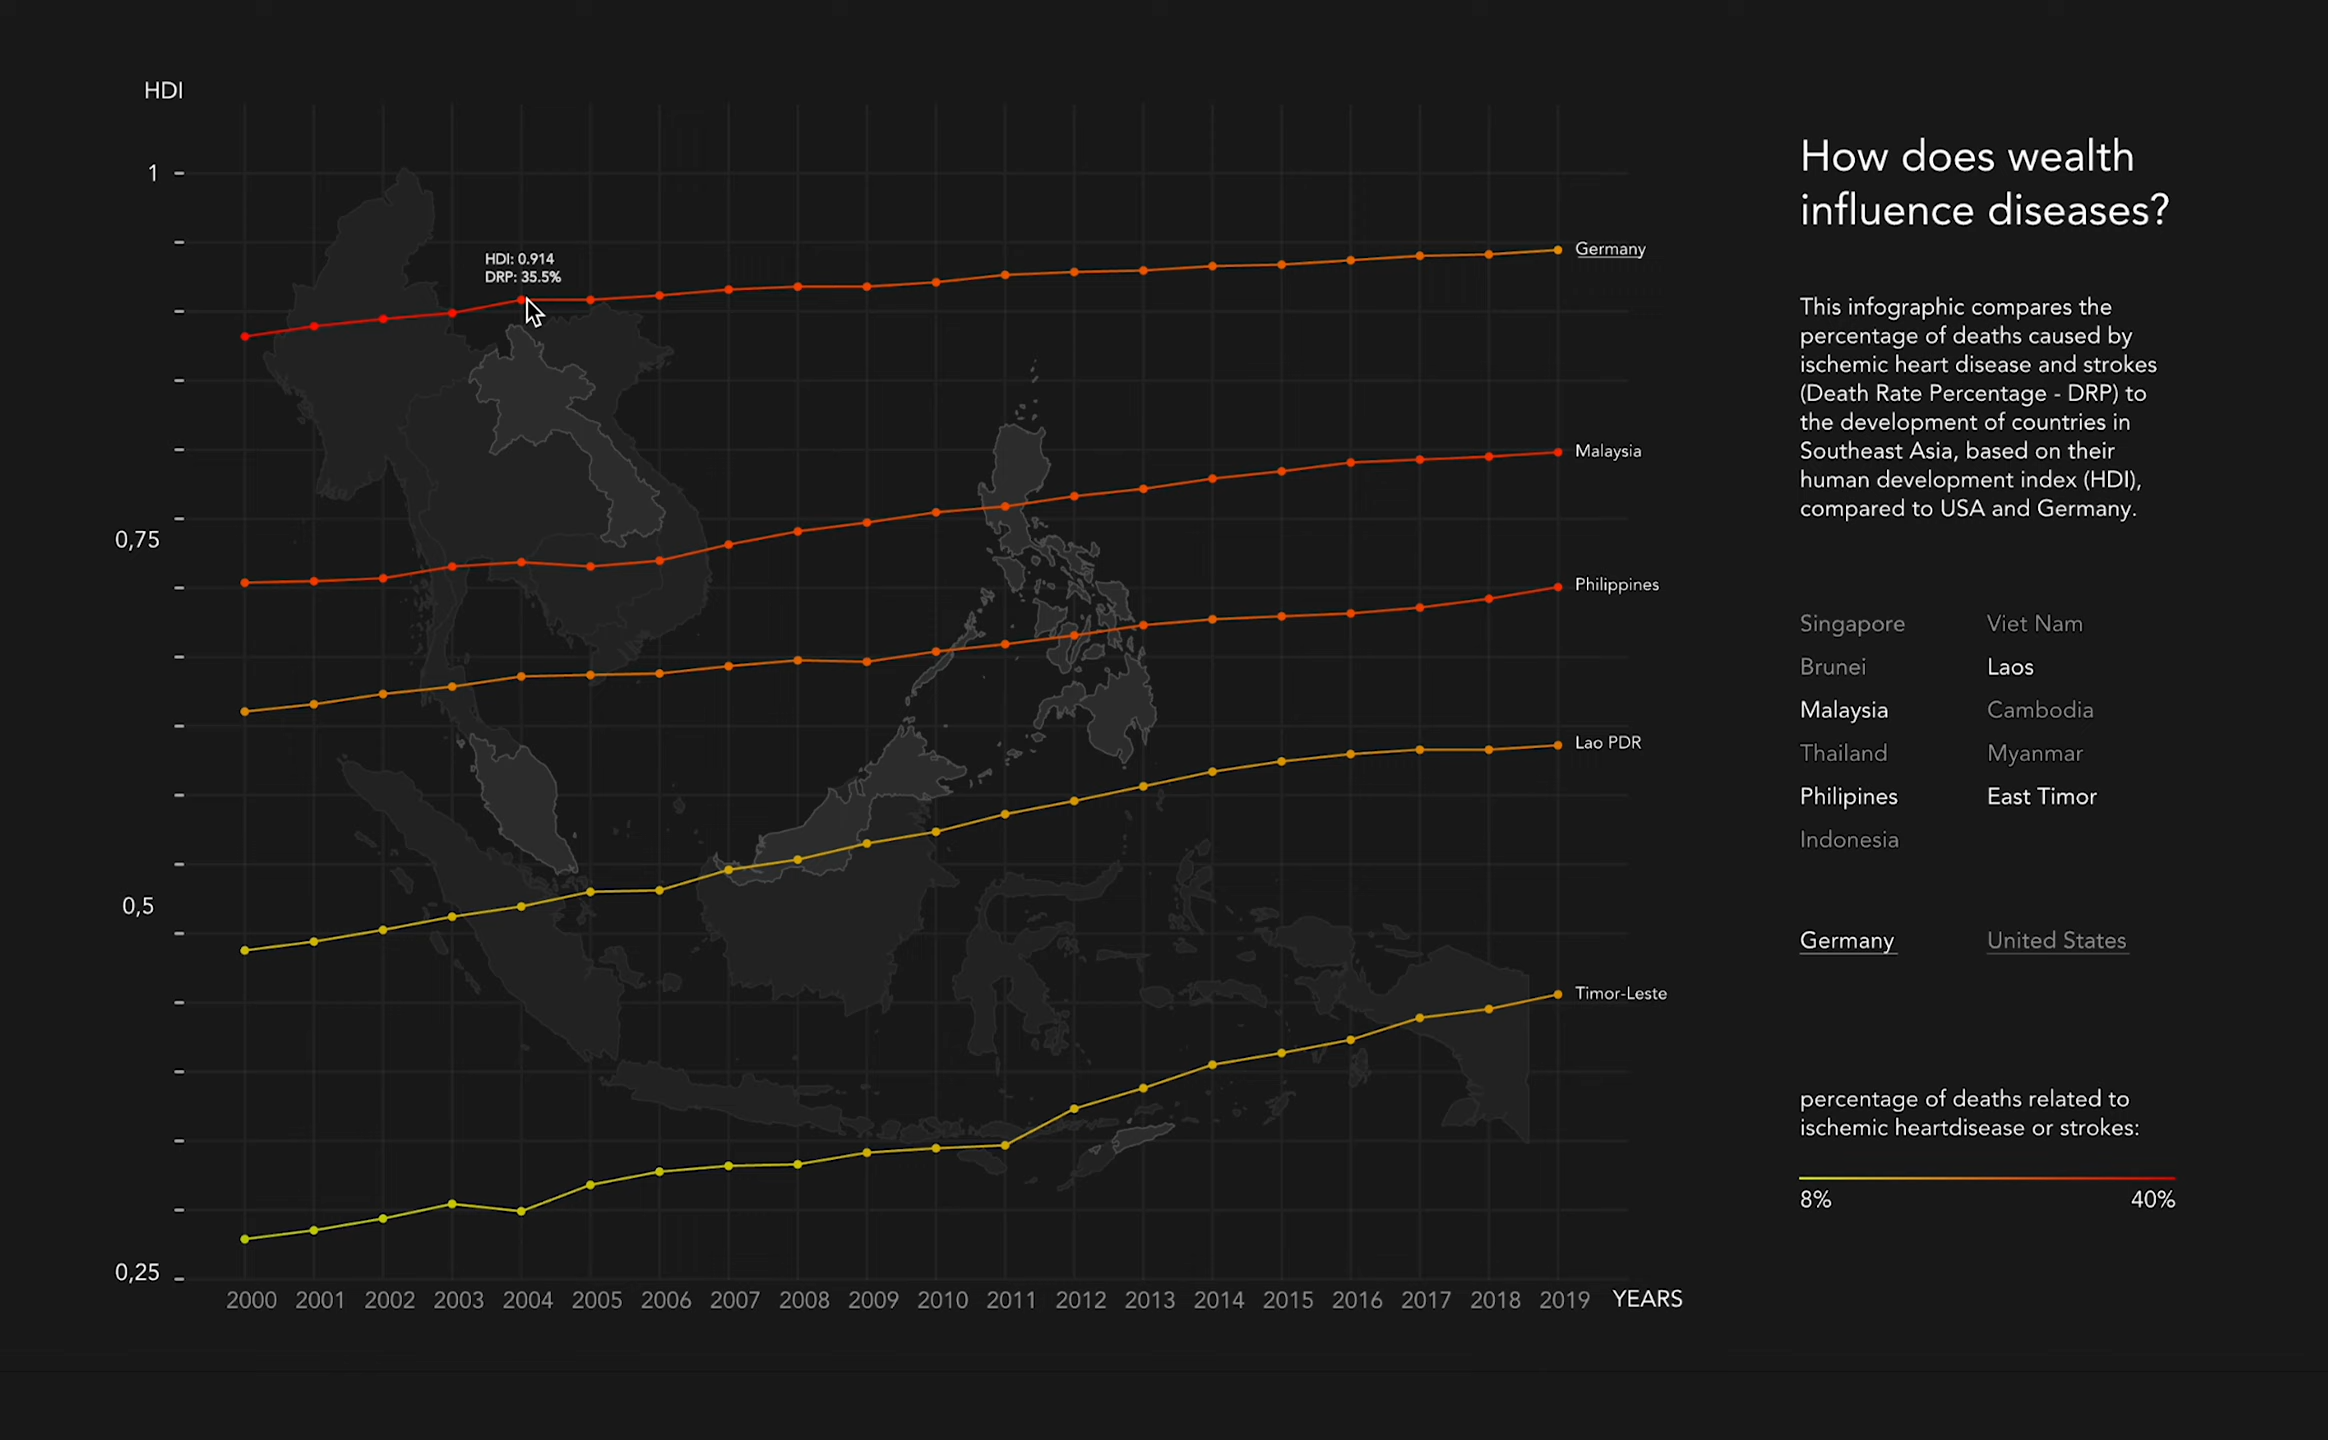 HDI
1
0,75
0,5
0,25
HDI: 0.914
DRP: 35.5%
Germany
Malaysia
Philippines
Lao PDR
Timor-Leste
2000 2001 2002 2003 2004 2005 2006 2007 2008 2009 2010 2011 2012 2013 2014 2015 2016 2017 2018 2019 YEARS
How does wealth
influence diseases?
This infographic compares the
percentage of deaths caused by
ischemic heart disease and strokes
(Death Rate Percentage - DRP) to
the development of countries in
Southeast Asia, based on their
human development index (HDI),
compared to USA and Germany.
Singapore Viet Nam
Brunei Laos
Malaysia Cambodia
Thailand Myanmar
Philipines East Timor
Indonesia
Germany United States
percentage of deaths related to
ischemic heartdisease or strokes:
8% 40%